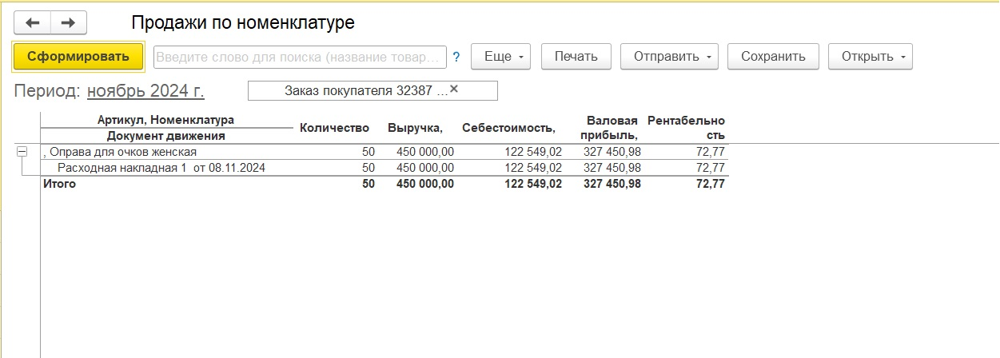 Продажи по номенклатуре
Сформировать Введите слово для поиска (название товар... ? Еще Печать Отправить Сохранить Открыть
Период: ноябрь 2024 г. Заказ покупателя 32387 ... ×
Артикул, Номенклатура Количество Выручка, Себестоимость, Валовая прибыль, Рентабельно сть
Документ движения
, Оправа для очков женская 50 450 000,00 122 549,02 327 450,98 72,77
Расходная накладная 1 от 08.11.2024 50 450 000,00 122 549,02 327 450,98 72,77
Итого 50 450 000,00 122 549,02 327 450,98 72,77